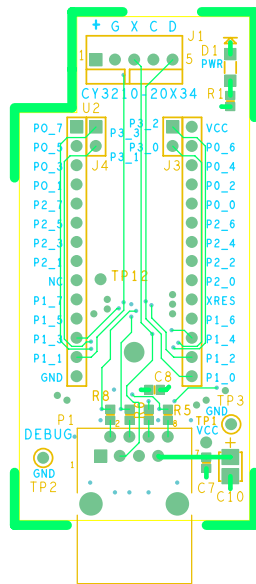 + G X C D
J1
1
5
D1
PWR
CY3210-20X34
R1
U2
P0_7
P3_2
P3_3
VCC
P0_5
P3_0
P0_6
P3_1
P0_3
J4
J3
P0_4
P0_1
P0_2
P2_7
P0_0
P2_5
P2_6
P2_3
P2_4
P2_1
P2_2
NC
TP12
P2_0
P1_7
XRES
P1_5
P1_6
P1_3
P1_4
P1_1
P1_2
GND
P1_0
C8
R8
TP3
P1
R5
GND
TP1
VCC
DEBUG
+
1
GND
TP2
C7
C10